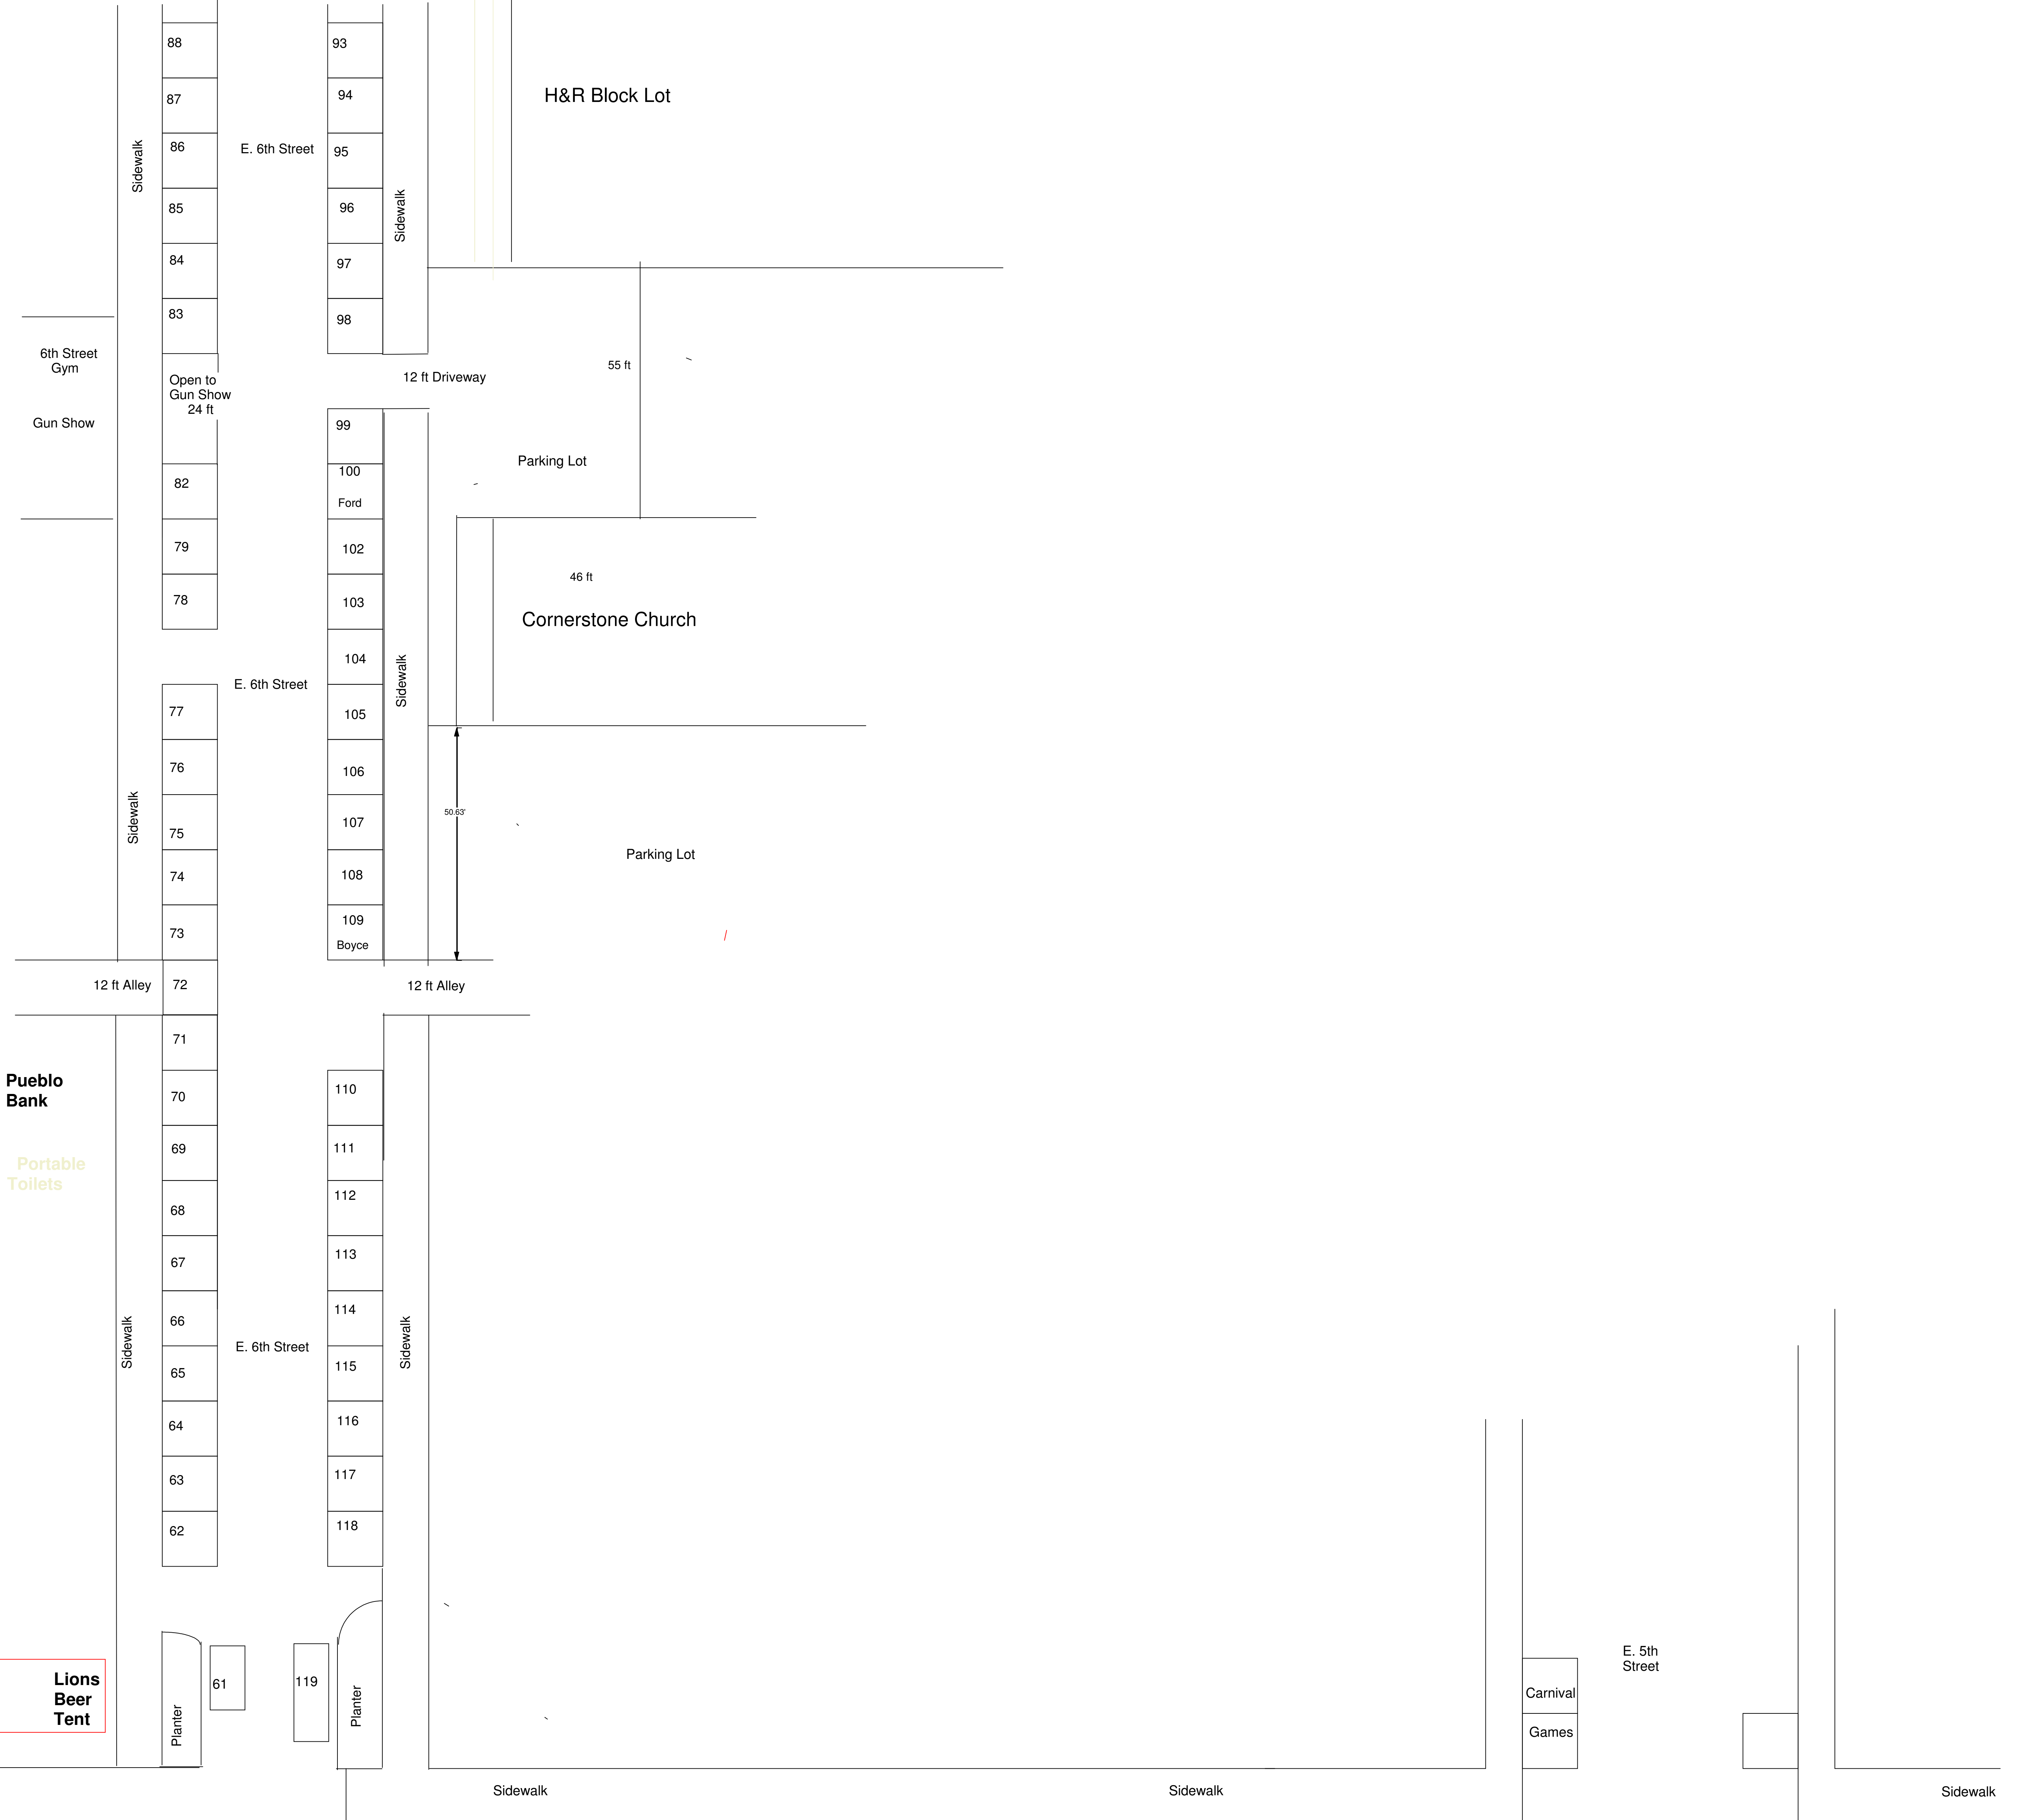 88
93
87
94
H&R Block Lot
86
E. 6th Street
95
Sidewalk
85
96
Sidewalk
84
97
83
98
6th Street
Gym
55 ft
12 ft Driveway
Open to
Gun Show
24 ft
Gun Show
99
Parking Lot
100
82
Ford
79
102
46 ft
78
103
Cornerstone Church
104
E. 6th Street
Sidewalk
77
105
76
106
50.63'
Sidewalk
107
75
Parking Lot
74
108
109
73
Boyce
12 ft Alley
72
12 ft Alley
71
Pueblo
Bank
70
110
69
111
Portable
Toilets
68
112
67
113
66
114
Sidewalk
E. 6th Street
Sidewalk
65
115
64
116
63
117
62
118
E. 5th
Street
Lions
Beer
Tent
61
119
Planter
Planter
Carnival
Games
Sidewalk
Sidewalk
Sidewalk